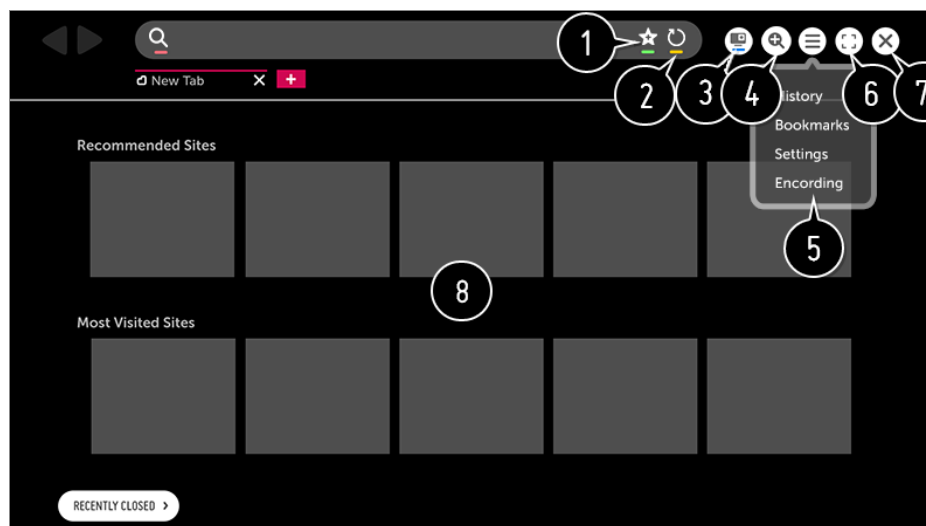 1
New Tab
2
3
4
6
7
History
Bookmarks
Settings
Encording
5
Recommended Sites
8
Most Visited Sites
RECENTLY CLOSED